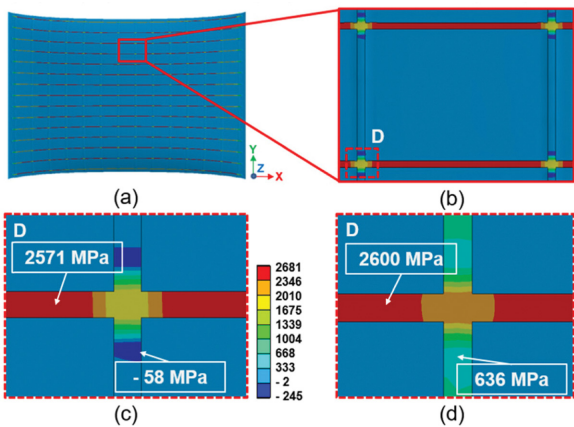 Y
Z
X
D
(a)
(b)
D
2571 MPa
- 58 MPa
2681
2346
2010
1675
1339
1004
668
333
- 2
- 245
D
2600 MPa
636 MPa
(c)
(d)